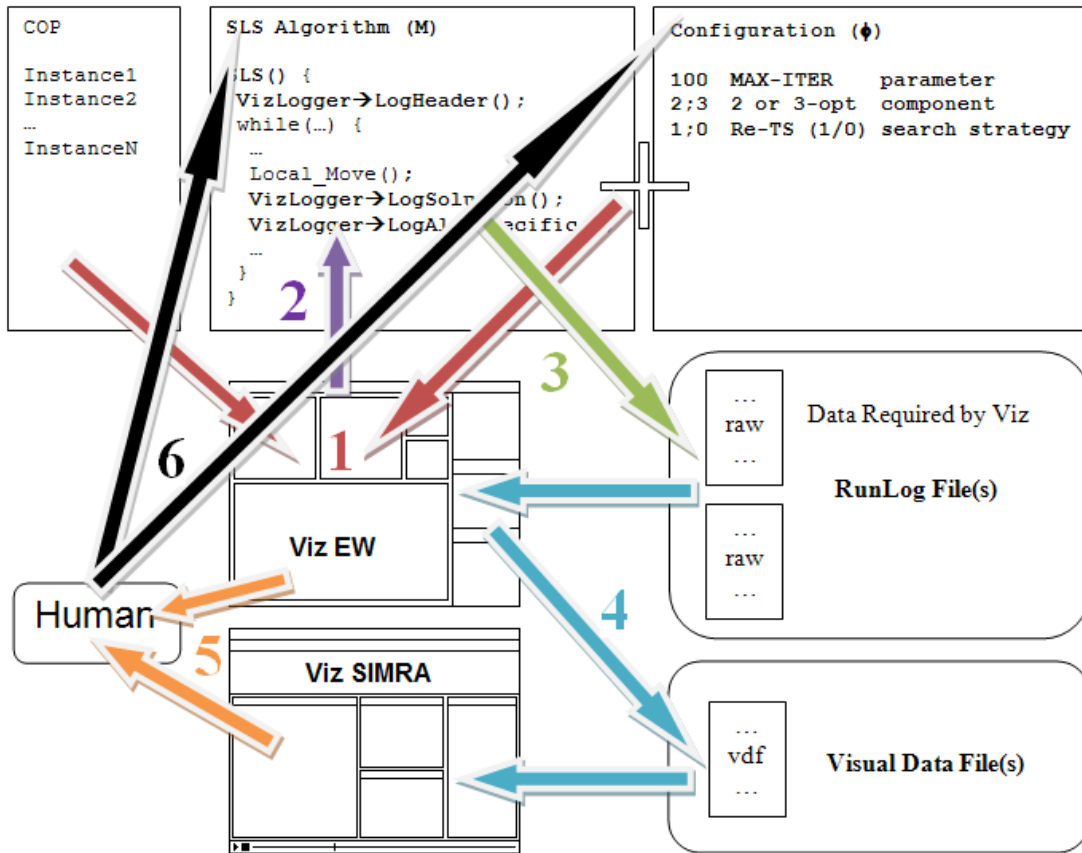 COP
Instance1
Instance2
…
InstanceN
SLS Algorithm (M)
SLS() {
VizLogger→LogHeader();
while(…) {
…
Local_Move();
VizLogger→LogSolution();
VizLogger
…
}
}
Configuration (ϕ)
100 MAX-ITER parameter
2;3 2 or 3-opt component
1;0 Re-TS (1/0) search strategy
2
3
1
6
…
raw
…
Data Required by Viz
RunLog File(s)
…
raw
…
Viz EW
Human
4
5
Viz SIMRA
…
vdf
…
Visual Data File(s)